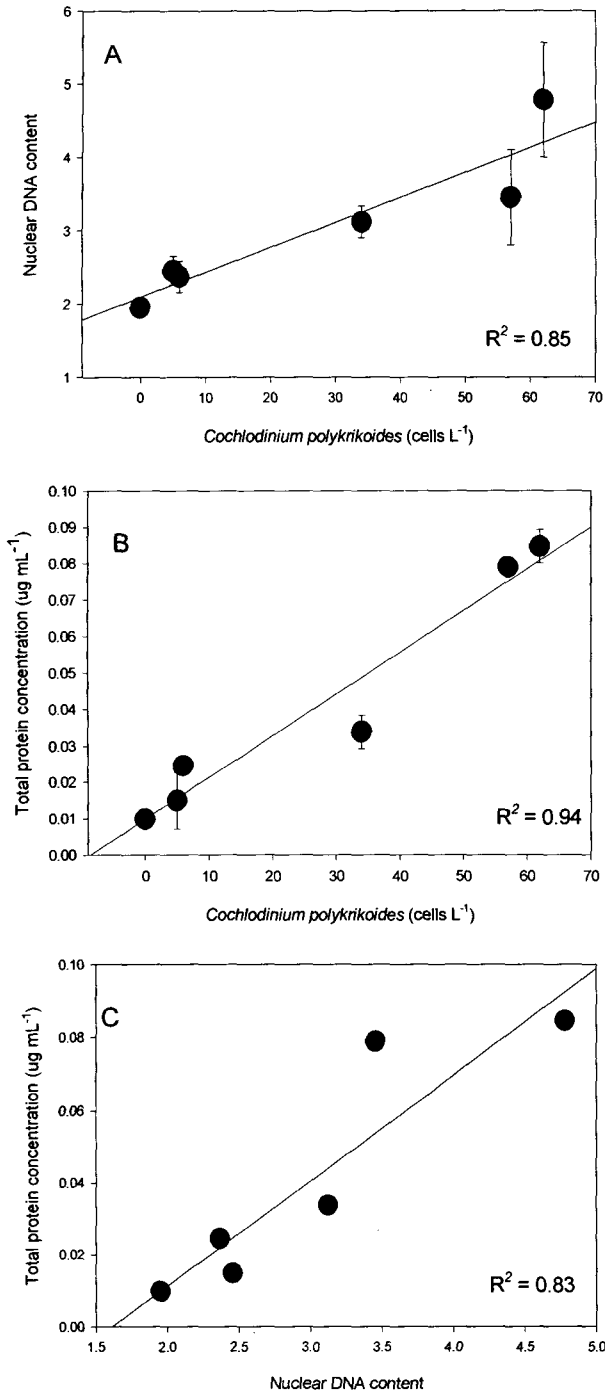 A
Nuclear DNA content
6
5
4
3
2
1
R² = 0.85
0 10 20 30 40 50 60 70
Cochlodinium polykrikoides (cells L⁻¹)
B
Total protein concentration (ug mL⁻¹)
0.10
0.09
0.08
0.07
0.06
0.05
0.04
0.03
0.02
0.01
0.00
R² = 0.94
0 10 20 30 40 50 60 70
Cochlodinium polykrikoides (cells L⁻¹)
C
Total protein concentration (ug mL⁻¹)
0.10
0.08
0.06
0.04
0.02
0.00
R² = 0.83
1.5 2.0 2.5 3.0 3.5 4.0 4.5 5.0
Nuclear DNA content